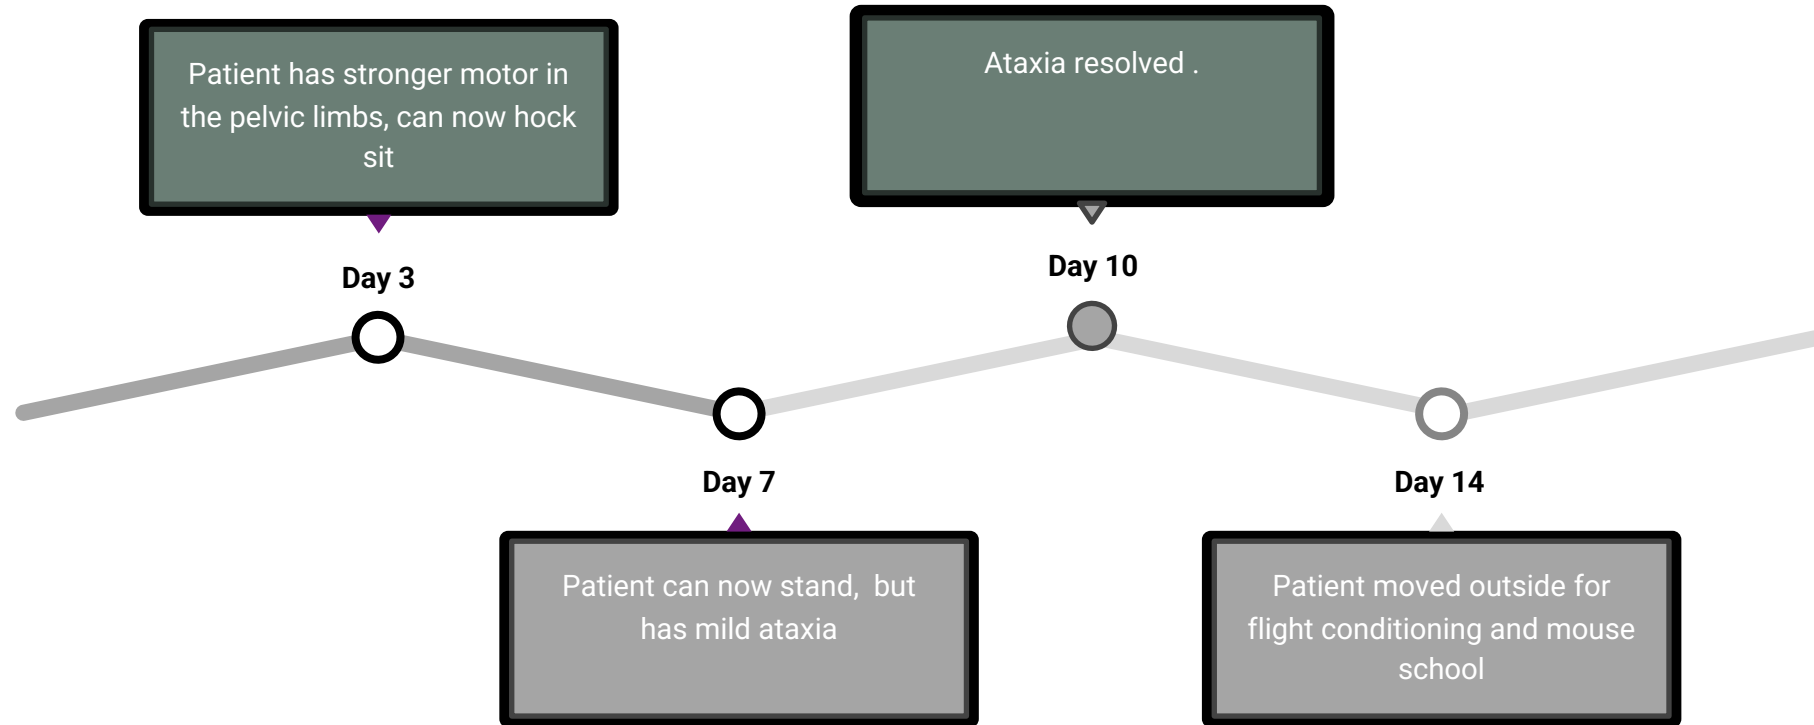 Patient has stronger motor in
the pelvic limbs, can now hock
sit
Day 3
Day 7
Patient can now stand,  but
has mild ataxia
Ataxia resolved .
Day 10
Day 14
Patient moved outside for
flight conditioning and mouse
school